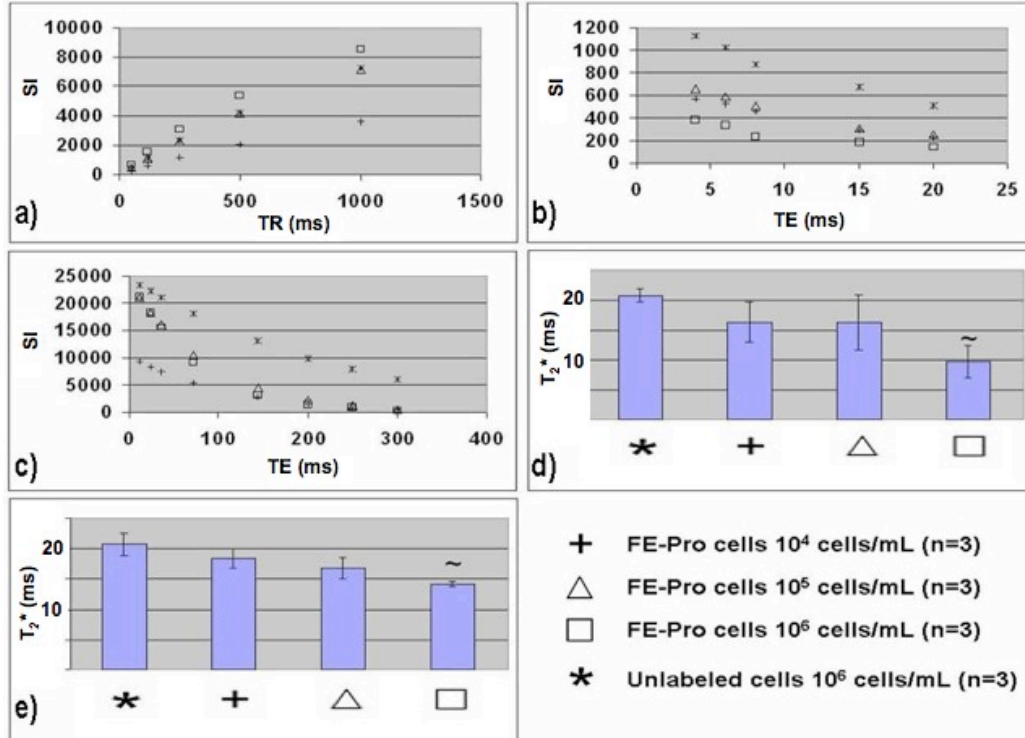 10000
8000
6000
4000
2000
0
SI
0 500 1000 1500
TR (ms)
a)
1200
1000
800
600
400
200
0
SI
0 5 10 15 20 25
TE (ms)
b)
25000
20000
15000
10000
5000
0
SI
0 100 200 300 400
TE (ms)
c)
20
10
T₂* (ms)
~
* + △ □
d)
20
10
T₂* (ms)
~
* + △ □
e)
+ FE-Pro cells 10⁴ cells/mL (n=3)
△ FE-Pro cells 10⁵ cells/mL (n=3)
□ FE-Pro cells 10⁶ cells/mL (n=3)
* Unlabeled cells 10⁶ cells/mL (n=3)